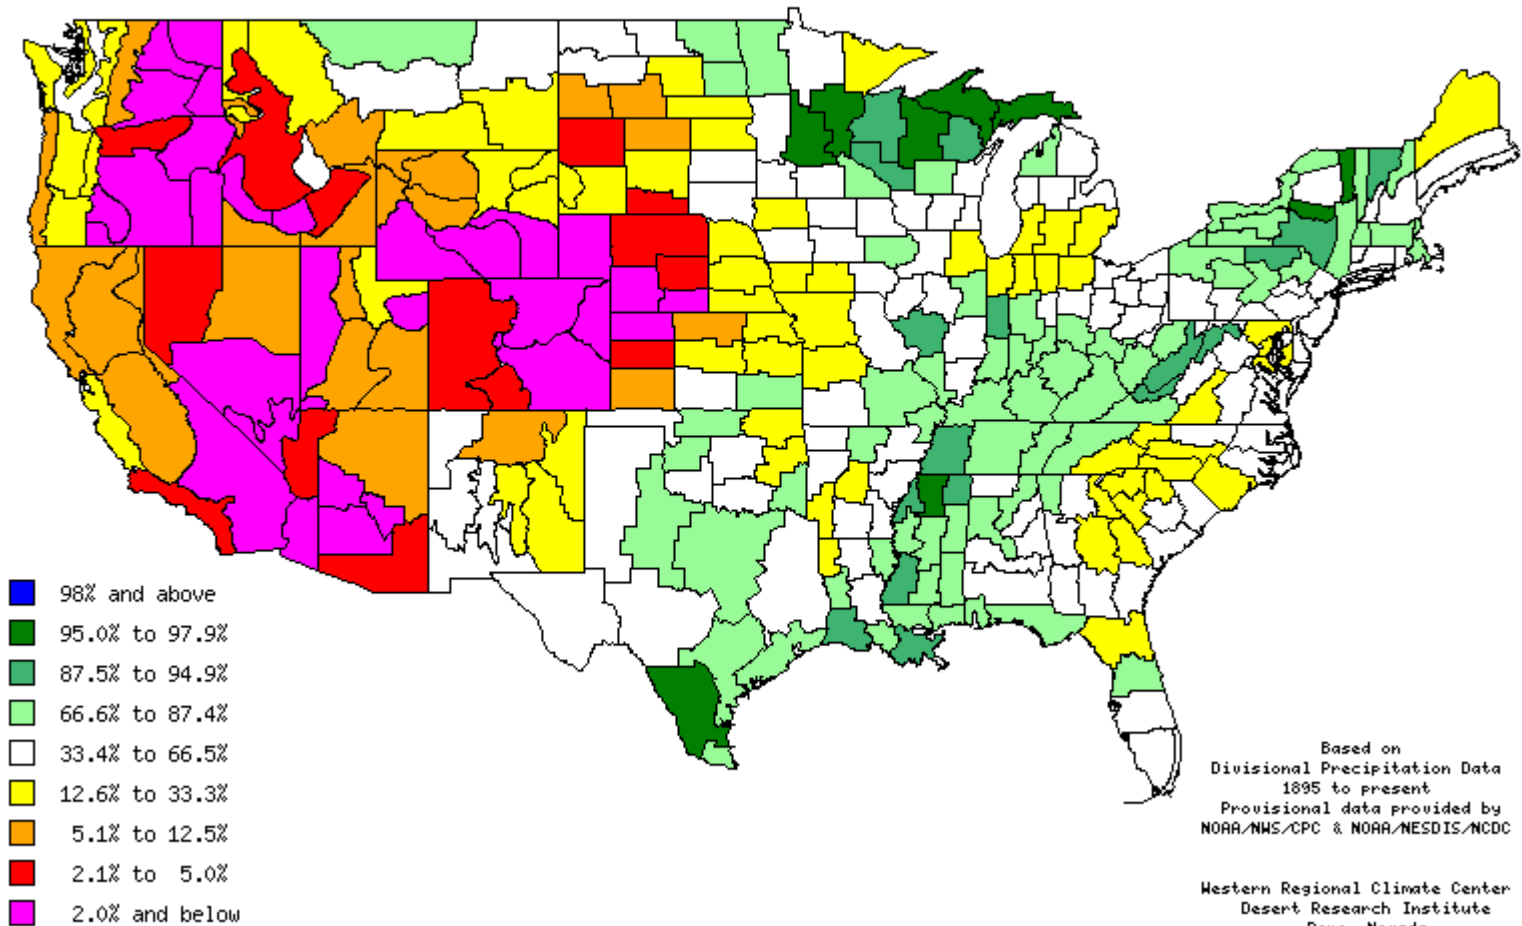 98% and above
95.0% to 97.9%
87.5% to 94.9%
66.6% to 87.4%
33.4% to 66.5%
12.6% to 33.3%
5.1% to 12.5%
2.1% to 5.0%
2.0% and below
Based on
Divisional Precipitation Data
1895 to present
Provisional data provided by
NOAA/NWS/CPC & NOAA/NESDIS/NCDC
Western Regional Climate Center
Desert Research Institute